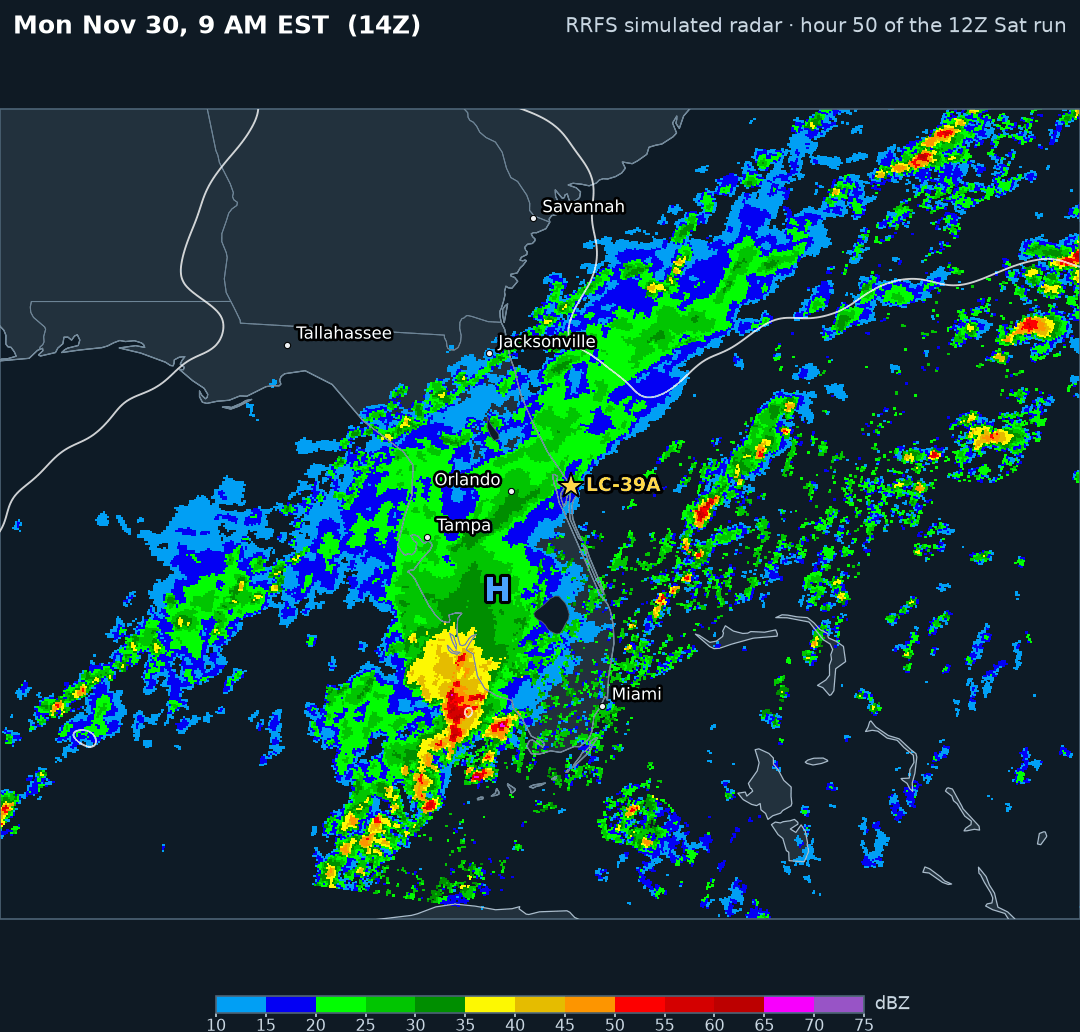 Mon Nov 30, 9 AM EST (14Z)
RRFS simulated radar · hour 50 of the 12Z Sat run
Savannah
Tallahassee
Jacksonville
Orlando
LC-39A
Tampa
H
Miami
dBZ
10 15 20 25 30 35 40 45 50 55 60 65 70 75